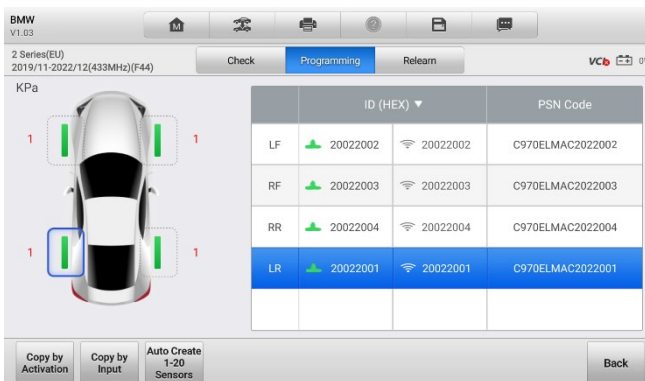 BMW
V1.03
M
?
2 Series(EU)
2019/11-2022/12(433MHz)(F44)
Check
Programming
Relearn
VCI
KPa
ID (HEX) ▼
PSN Code
1
1
LF 20022002 20022002 C970ELMAC2022002
RF 20022003 20022003 C970ELMAC2022003
RR 20022004 20022004 C970ELMAC2022004
1
1
LR 20022001 20022001 C970ELMAC2022001
Copy by
Activation
Copy by
Input
Auto Create
1-20
Sensors
Back